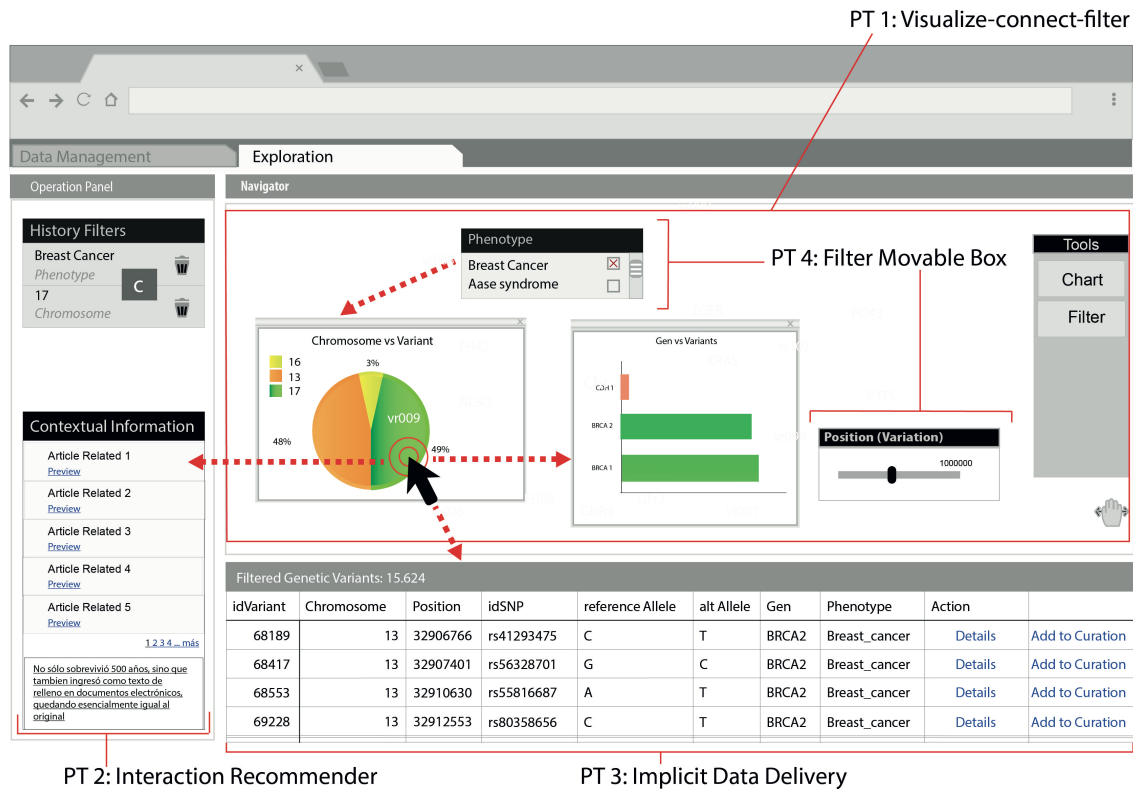 PT 1: Visualize-connect-filter
Data Management
Exploration
Operation Panel
Navigator
History Filters
Breast Cancer
Phenotype
C
17
Chromosome
Phenotype
Breast Cancer
Aase syndrome
PT 4: Filter Movable Box
Tools
Chart
Filter
Chromosome vs Variant
16
13
17
3%
48%
49%
vr009
Gen vs Variants
CDH 1
BRCA 2
BRCA 1
Position (Variation)
1000000
Contextual Information
Article Related 1
Preview
Article Related 2
Preview
Article Related 3
Preview
Article Related 4
Preview
Article Related 5
Preview
1 2 3 4 ... más
No sólo sobrevivió 500 años, sino que
tambien ingresó como texto de
relleno en documentos electrónicos,
quedando esencialmente igual al
original
Filtered Genetic Variants: 15.624
idVariant Chromosome Position idSNP reference Allele alt Allele Gen Phenotype Action
68189 13 32906766 rs41293475 C T BRCA2 Breast_cancer Details Add to Curation
68417 13 32907401 rs56328701 G C BRCA2 Breast_cancer Details Add to Curation
68553 13 32910630 rs55816687 A T BRCA2 Breast_cancer Details Add to Curation
69228 13 32912553 rs80358656 C T BRCA2 Breast_cancer Details Add to Curation
PT 2: Interaction Recommender
PT 3: Implicit Data Delivery